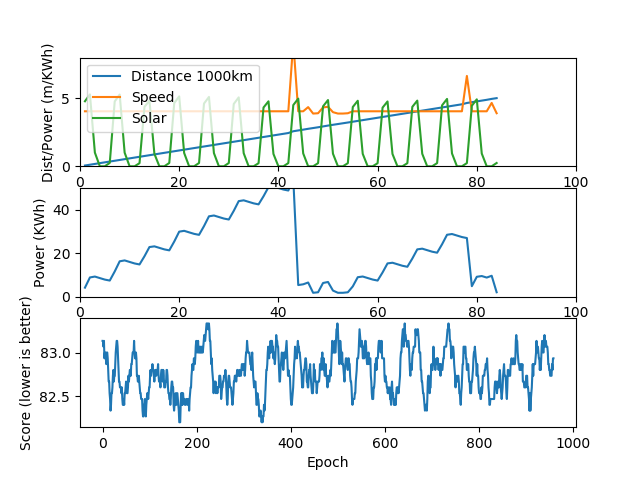 Dist/Power (m/KWh)
5
0
Distance 1000km
Speed
Solar
0 20 40 60 80 100
Power (KWh)
40
20
0
0 20 40 60 80 100
Score (lower is better)
83.0
82.5
0 200 400 600 800 1000
Epoch